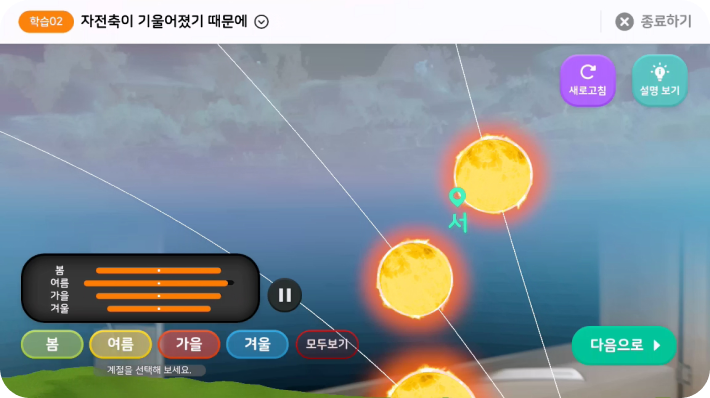 학습02 자전축이 기울어졌기 때문에
종료하기
새로고침
설명 보기
서
봄
여름
가을
겨울
봄 여름 가을 겨울 모두보기
계절을 선택해 보세요.
다음으로